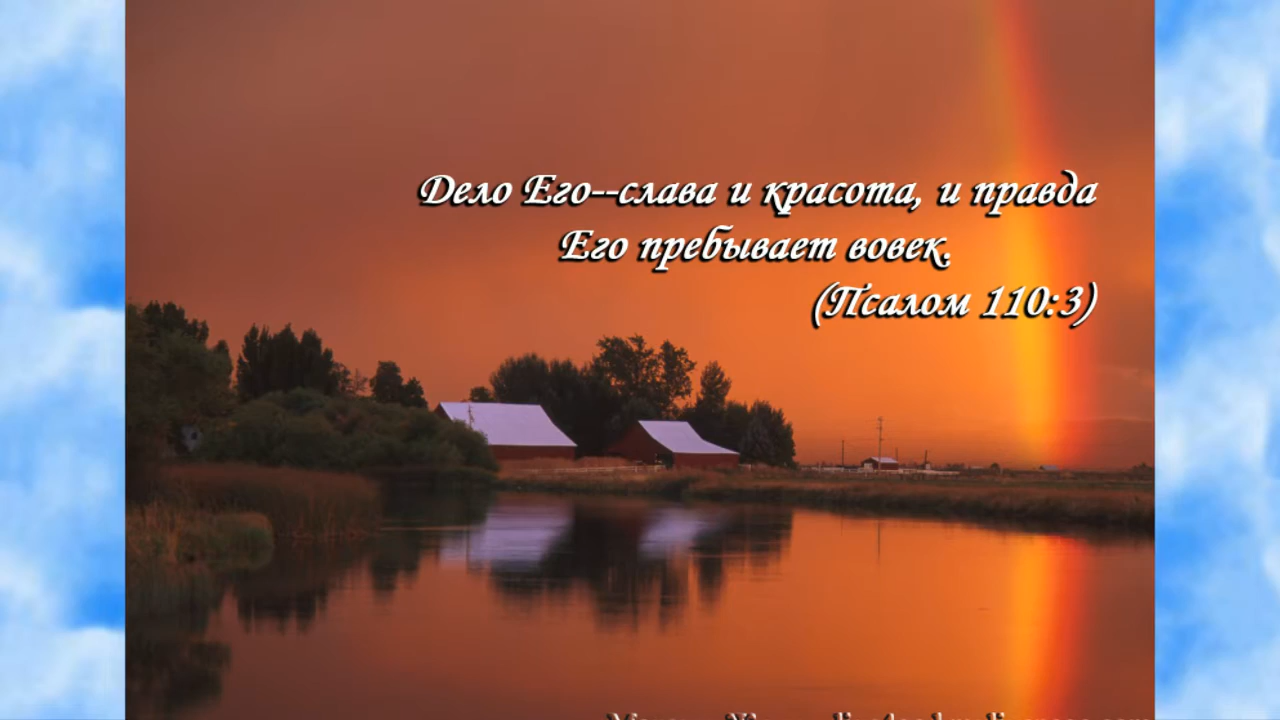 Дело Его--слава и красота, и правда
Его пребывает вовек.
(Псалом 110:3)